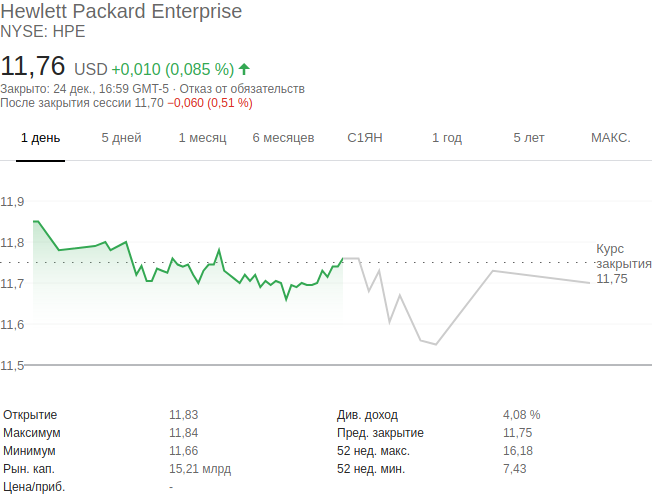 Hewlett Packard Enterprise
NYSE: HPE
11,76 USD +0,010 (0,085 %)
Закрыто: 24 дек., 16:59 GMT-5 · Отказ от обязательств
После закрытия сессии 11,70 −0,060 (0,51 %)
1 день 5 дней 1 месяц 6 месяцев С1ЯН 1 год 5 лет МАКС.
11,9
11,8
11,7
11,6
11,5
Курс
закрытия
11,75
Открытие 11,83 Див. доход 4,08 %
Максимум 11,84 Пред. закрытие 11,75
Минимум 11,66 52 нед. макс. 16,18
Рын. кап. 15,21 млрд 52 нед. мин. 7,43
Цена/приб. -